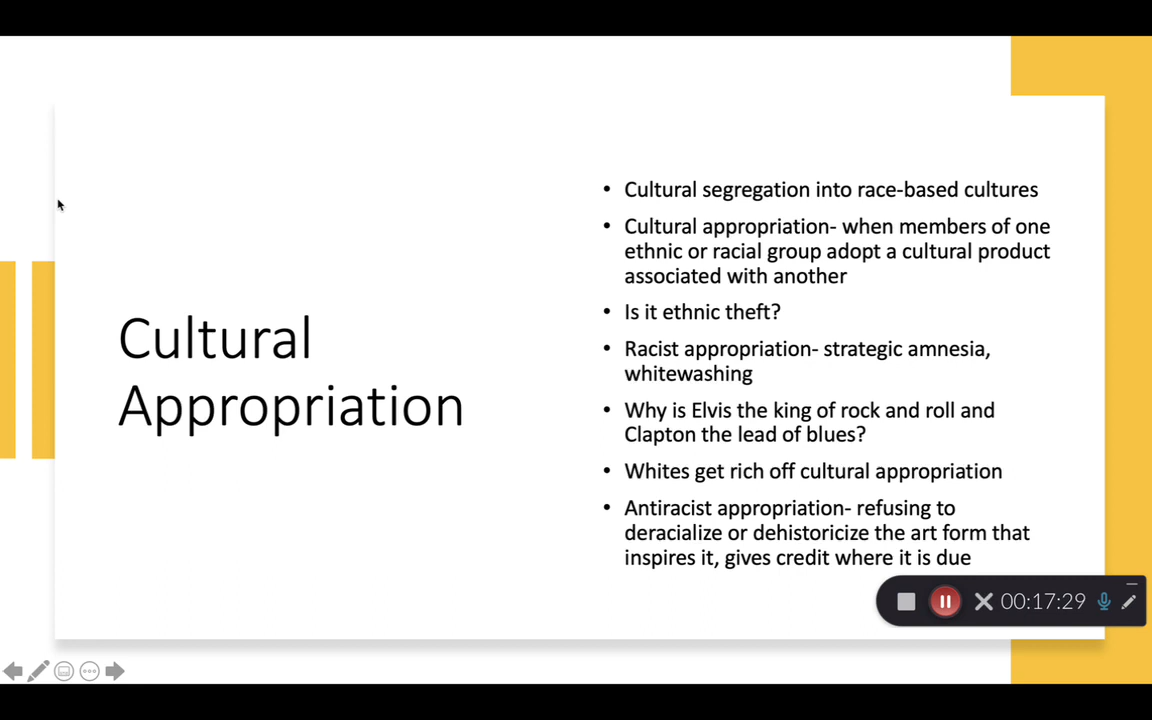 Cultural
Appropriation
• Cultural segregation into race-based cultures
• Cultural appropriation- when members of one
ethnic or racial group adopt a cultural product
associated with another
• Is it ethnic theft?
• Racist appropriation- strategic amnesia,
whitewashing
• Why is Elvis the king of rock and roll and
Clapton the lead of blues?
• Whites get rich off cultural appropriation
• Antiracist appropriation- refusing to
deracialize or dehistoricize the art form that
inspires it, gives credit where it is due
00:17:29